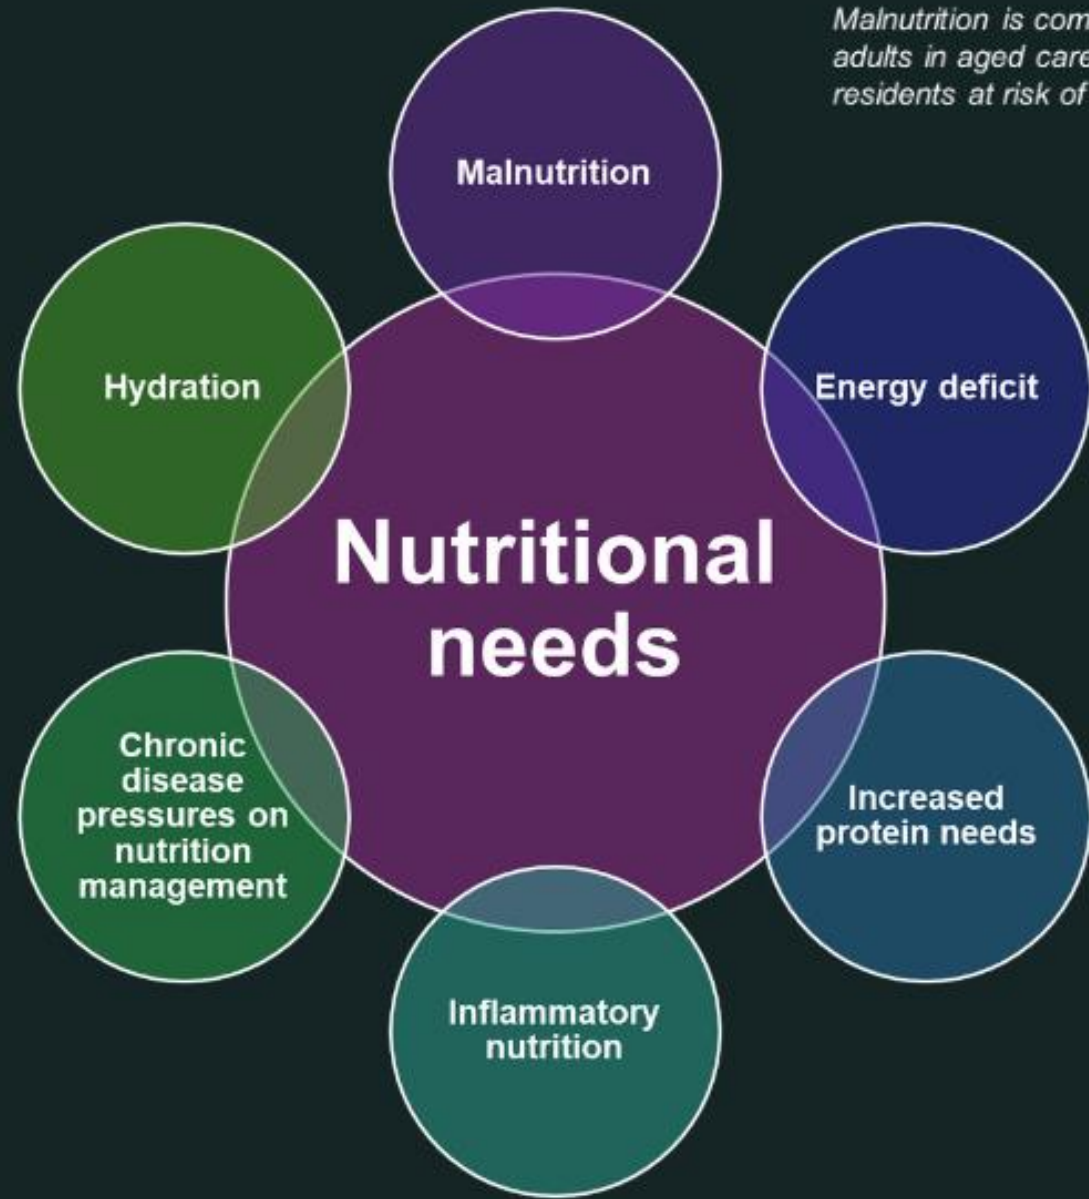 Malnutrition is com
adults in aged care
residents at risk of
Malnutrition
Hydration
Energy deficit
Nutritional
needs
Chronic
disease
pressures on
nutrition
management
Increased
protein needs
Inflammatory
nutrition